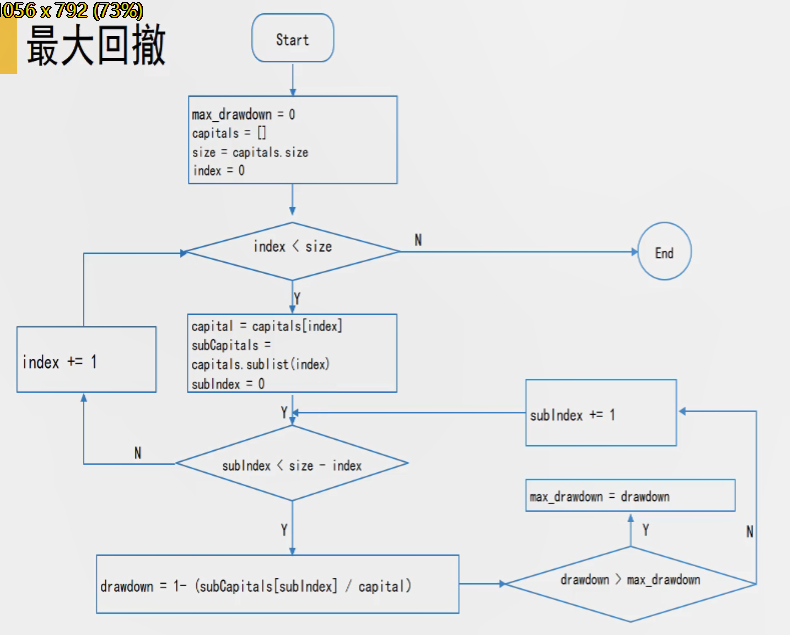 1056 x 792 (73%)
最大回撤
Start
max_drawdown = 0
capitals = []
size = capitals.size
index = 0
index < size
N
End
Y
capital = capitals[index]
subCapitals =
capitals.sublist(index)
subIndex = 0
index += 1
Y
subIndex += 1
N
subIndex < size - index
max_drawdown = drawdown
Y
Y
N
drawdown = 1- (subCapitals[subIndex] / capital)
drawdown > max_drawdown